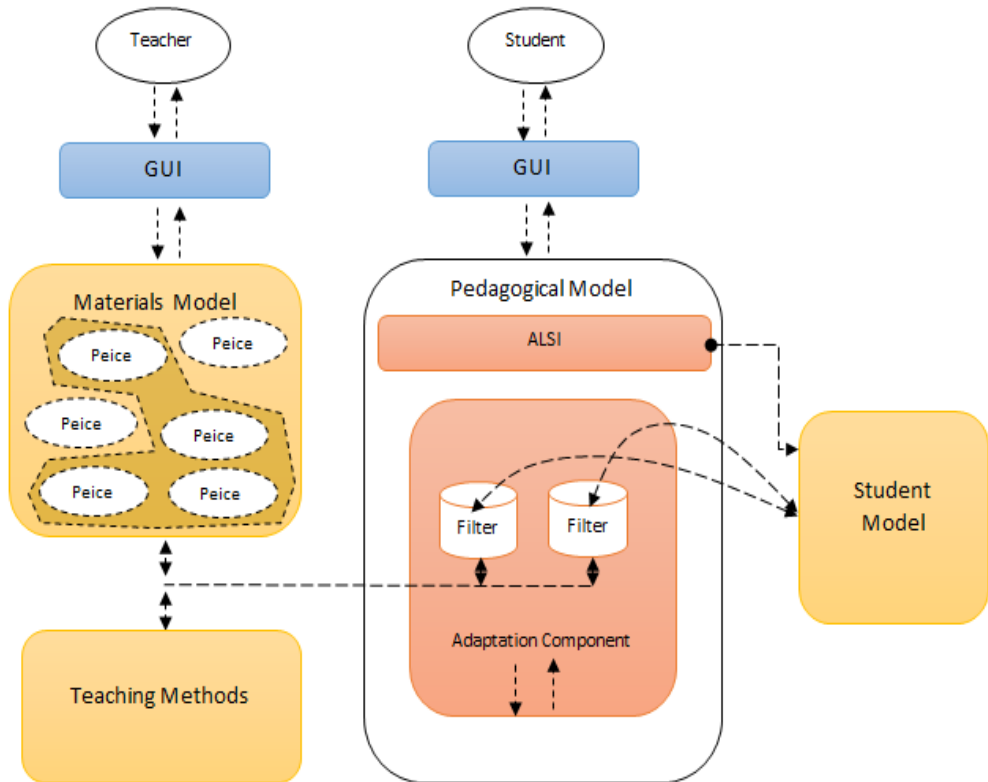 Teacher
Student
GUI
GUI
Materials Model
Peice
Peice
Peice
Peice
Peice
Peice
Pedagogical Model
ALSI
Filter
Filter
Adaptation Component
Student
Model
Teaching Methods